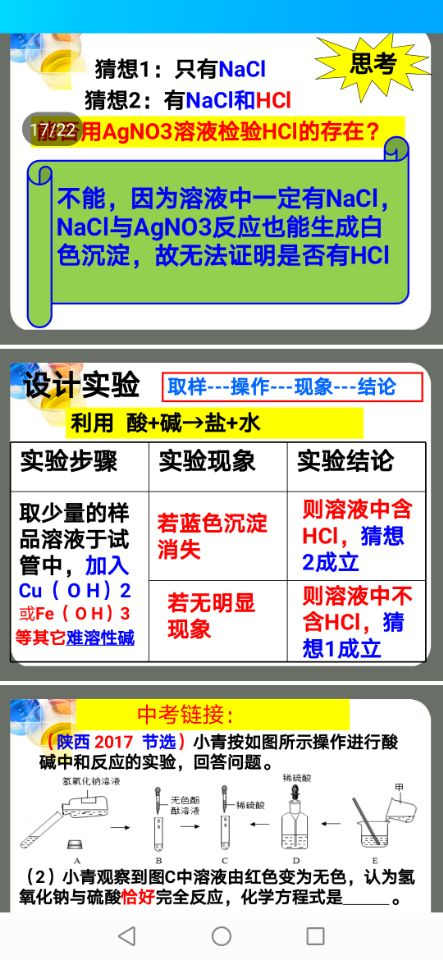 猜想1：只有NaCl
思考
猜想2：有NaCl和HCl
17/22
能否用AgNO3溶液检验HCl的存在？
不能，因为溶液中一定有NaCl，
NaCl与AgNO3反应也能生成白
色沉淀，故无法证明是否有HCl
设计实验
取样---操作---现象---结论
利用 酸+碱→盐+水
实验步骤 实验现象 实验结论
取少量的样
品溶液于试
管中，加入
Cu（OH）2
或Fe（OH）3
等其它难溶性碱
若蓝色沉淀
消失
则溶液中含
HCl，猜想
2成立
若无明显
现象
则溶液中不
含HCl，猜
想1成立
中考链接：
（陕西 2017 节选）小青按如图所示操作进行酸
碱中和反应的实验，回答问题。
氢氧化钠溶液
无色酚
酞溶液
稀硫酸
稀硫酸
甲
A B C D E
（2）小青观察到图C中溶液由红色变为无色，认为氢
氧化钠与硫酸恰好完全反应，化学方程式是______。